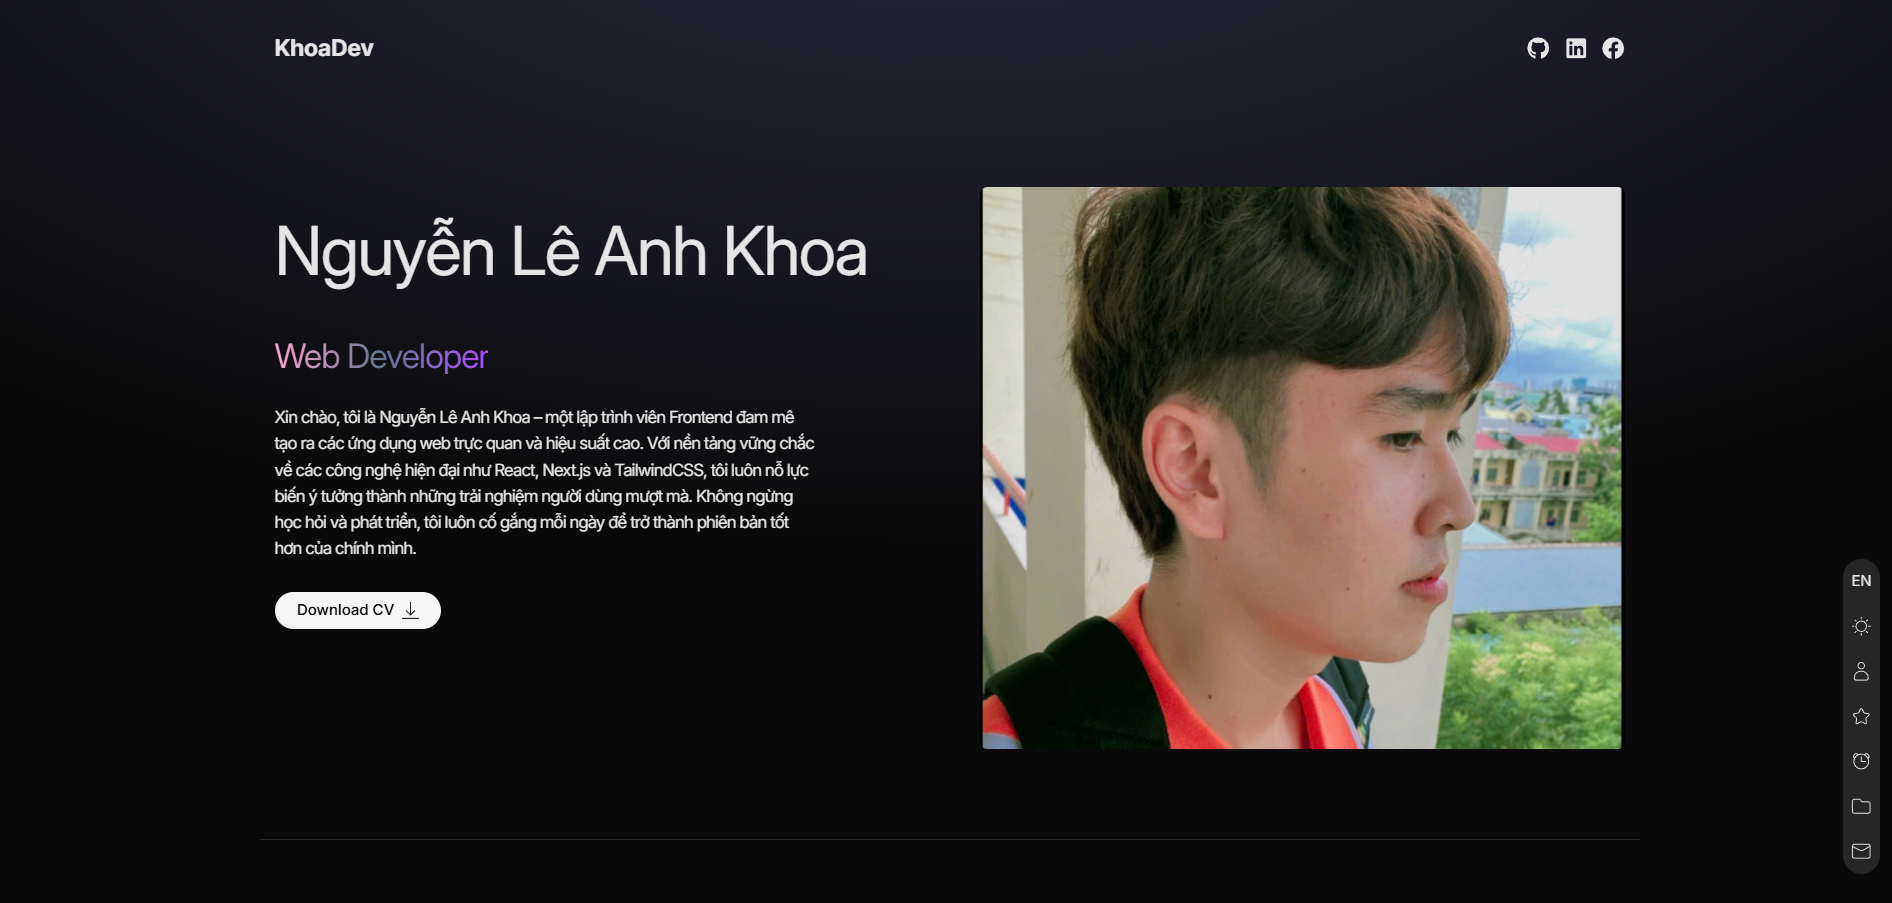 KhoaDev
Nguyễn Lê Anh Khoa
Web Developer
Xin chào, tôi là Nguyễn Lê Anh Khoa – một lập trình viên Frontend đam mê
tạo ra các ứng dụng web trực quan và hiệu suất cao. Với nền tảng vững chắc
về các công nghệ hiện đại như React, Next.js và TailwindCSS, tôi luôn nỗ lực
biến ý tưởng thành những trải nghiệm người dùng mượt mà. Không ngừng
học hỏi và phát triển, tôi luôn cố gắng mỗi ngày để trở thành phiên bản tốt
hơn của chính mình.
Download CV
EN